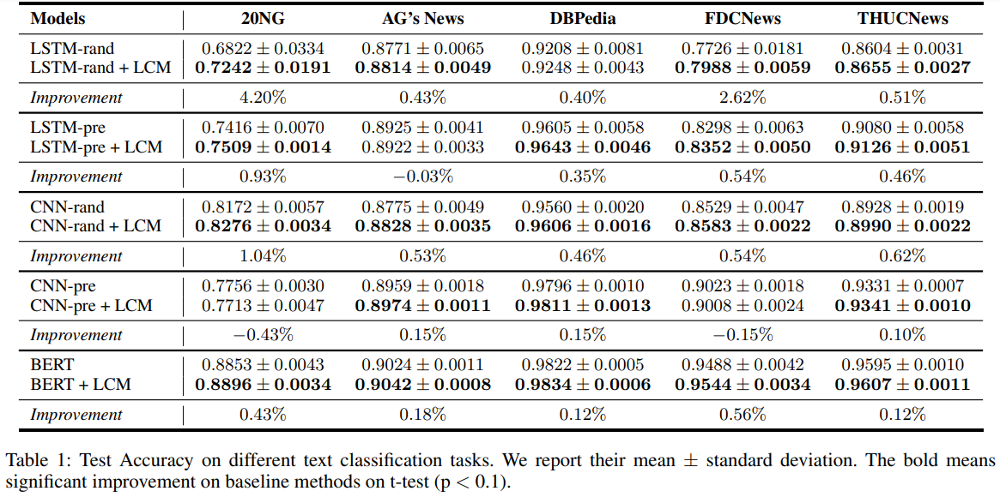 Models 20NG AG's News DBPedia FDCNews THUCNews
LSTM-rand 0.6822 ± 0.0334 0.8771 ± 0.0065 0.9208 ± 0.0081 0.7726 ± 0.0181 0.8604 ± 0.0031
LSTM-rand + LCM 0.7242 ± 0.0191 0.8814 ± 0.0049 0.9248 ± 0.0043 0.7988 ± 0.0059 0.8655 ± 0.0027
Improvement 4.20% 0.43% 0.40% 2.62% 0.51%
LSTM-pre 0.7416 ± 0.0070 0.8925 ± 0.0041 0.9605 ± 0.0058 0.8298 ± 0.0063 0.9080 ± 0.0058
LSTM-pre + LCM 0.7509 ± 0.0014 0.8922 ± 0.0033 0.9643 ± 0.0046 0.8352 ± 0.0050 0.9126 ± 0.0051
Improvement 0.93% −0.03% 0.35% 0.54% 0.46%
CNN-rand 0.8172 ± 0.0057 0.8775 ± 0.0049 0.9560 ± 0.0020 0.8529 ± 0.0047 0.8928 ± 0.0019
CNN-rand + LCM 0.8276 ± 0.0034 0.8828 ± 0.0035 0.9606 ± 0.0016 0.8583 ± 0.0022 0.8990 ± 0.0022
Improvement 1.04% 0.53% 0.46% 0.54% 0.62%
CNN-pre 0.7756 ± 0.0030 0.8959 ± 0.0018 0.9796 ± 0.0010 0.9023 ± 0.0018 0.9331 ± 0.0007
CNN-pre + LCM 0.7713 ± 0.0047 0.8974 ± 0.0011 0.9811 ± 0.0013 0.9008 ± 0.0024 0.9341 ± 0.0010
Improvement −0.43% 0.15% 0.15% −0.15% 0.10%
BERT 0.8853 ± 0.0043 0.9024 ± 0.0011 0.9822 ± 0.0005 0.9488 ± 0.0042 0.9595 ± 0.0010
BERT + LCM 0.8896 ± 0.0034 0.9042 ± 0.0008 0.9834 ± 0.0006 0.9544 ± 0.0034 0.9607 ± 0.0011
Improvement 0.43% 0.18% 0.12% 0.56% 0.12%
Table 1: Test Accuracy on different text classification tasks. We report their mean ± standard deviation. The bold means
significant improvement on baseline methods on t-test (p < 0.1).